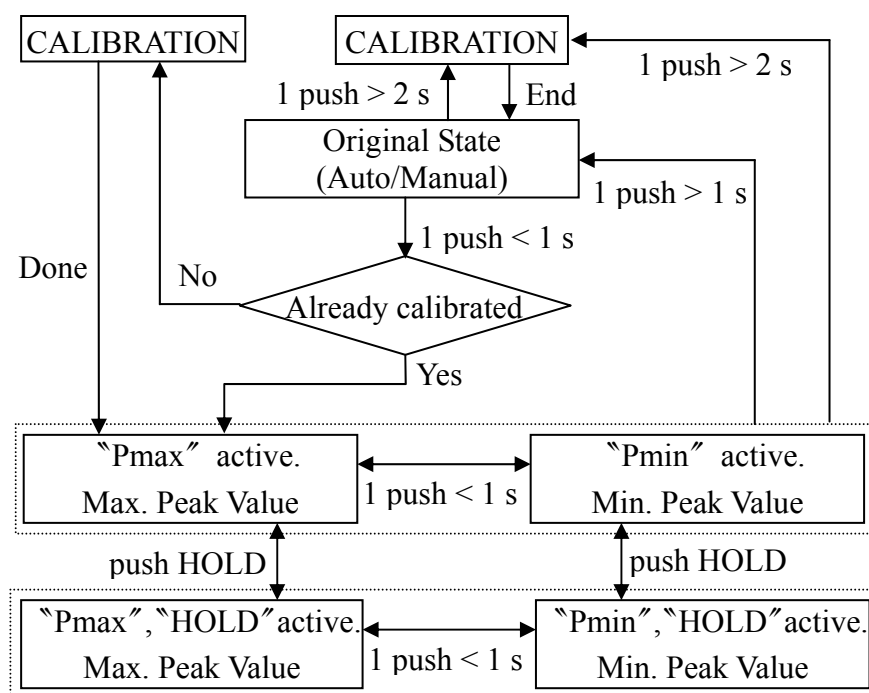 CALIBRATION
CALIBRATION
1 push > 2 s
1 push > 2 s
End
Original State
(Auto/Manual)
1 push > 1 s
1 push < 1 s
Done
No
Already calibrated
Yes
〝Pmax〞 active.
Max. Peak Value
1 push < 1 s
〝Pmin〞 active.
Min. Peak Value
push HOLD
push HOLD
〝Pmax〞,〝HOLD〞active.
Max. Peak Value
1 push < 1 s
〝Pmin〞,〝HOLD〞active.
Min. Peak Value